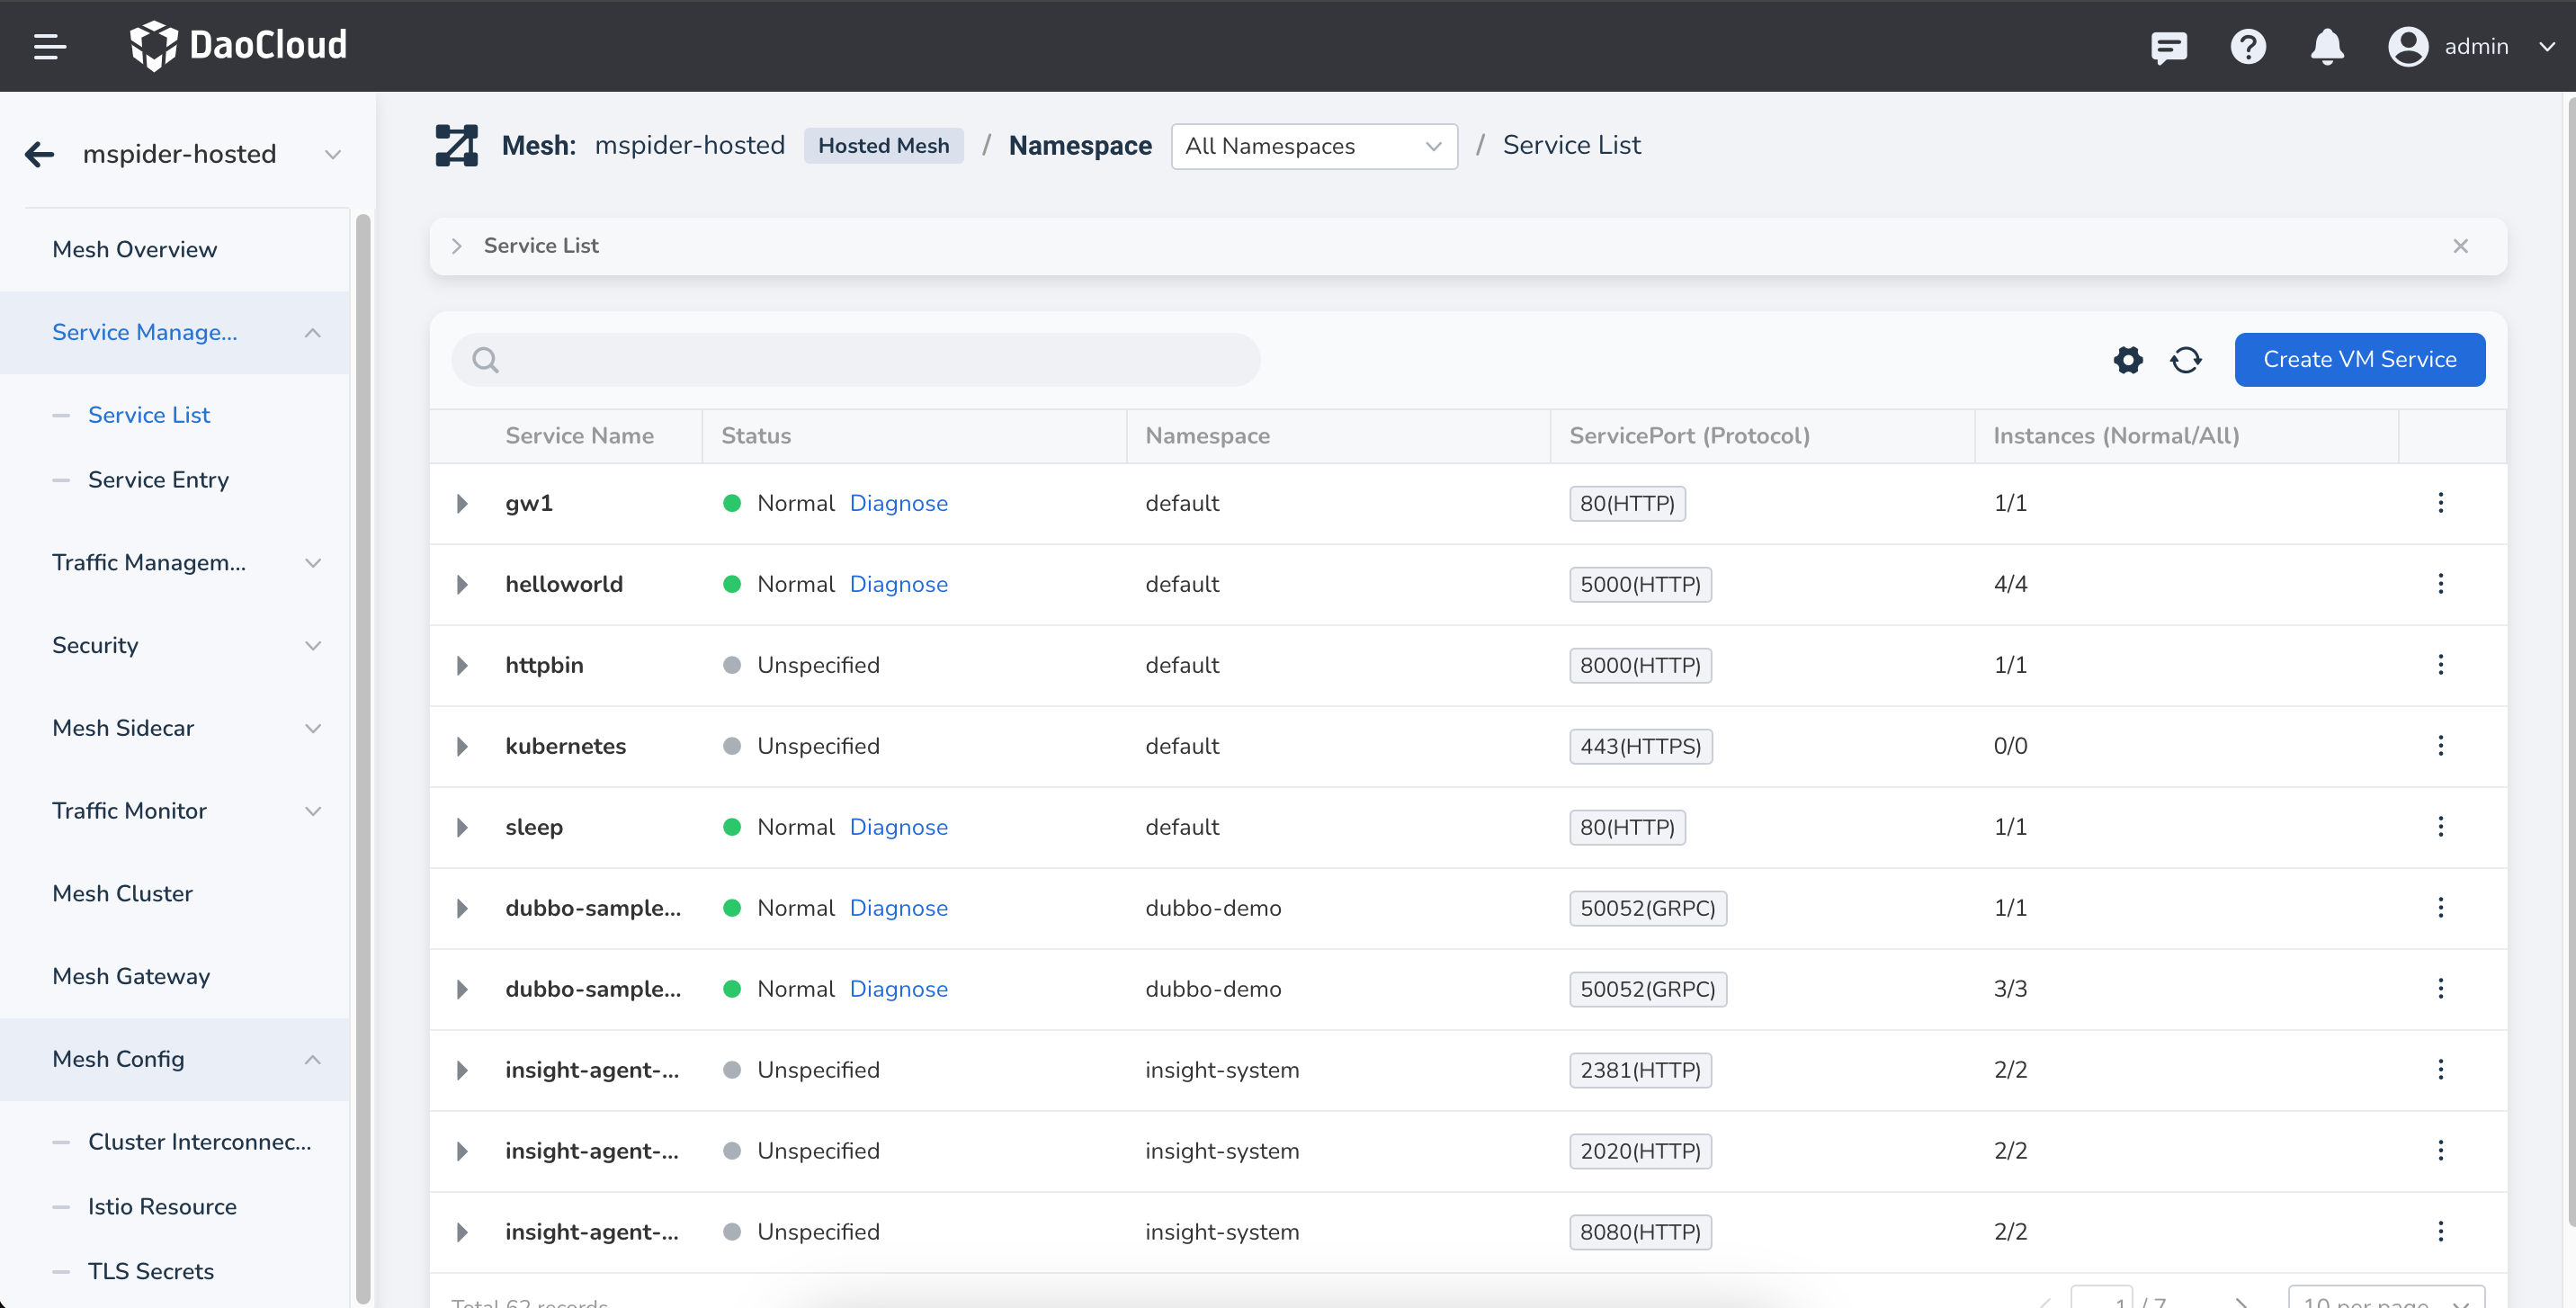 DaoCloud
admin
mspider-hosted
Mesh: mspider-hosted Hosted Mesh / Namespace All Namespaces / Service List
Mesh Overview
Service Manage...
Service List
Service Entry
Traffic Managem...
Security
Mesh Sidecar
Traffic Monitor
Mesh Cluster
Mesh Gateway
Mesh Config
Cluster Interconnec...
Istio Resource
TLS Secrets
Service List
Create VM Service
Service Name Status Namespace ServicePort (Protocol) Instances (Normal/All)
gw1 Normal Diagnose default 80(HTTP) 1/1
helloworld Normal Diagnose default 5000(HTTP) 4/4
httpbin Unspecified default 8000(HTTP) 1/1
kubernetes Unspecified default 443(HTTPS) 0/0
sleep Normal Diagnose default 80(HTTP) 1/1
dubbo-sample... Normal Diagnose dubbo-demo 50052(GRPC) 1/1
dubbo-sample... Normal Diagnose dubbo-demo 50052(GRPC) 3/3
insight-agent-... Unspecified insight-system 2381(HTTP) 2/2
insight-agent-... Unspecified insight-system 2020(HTTP) 2/2
insight-agent-... Unspecified insight-system 8080(HTTP) 2/2
Total 62 records 1 / 7 10 per page